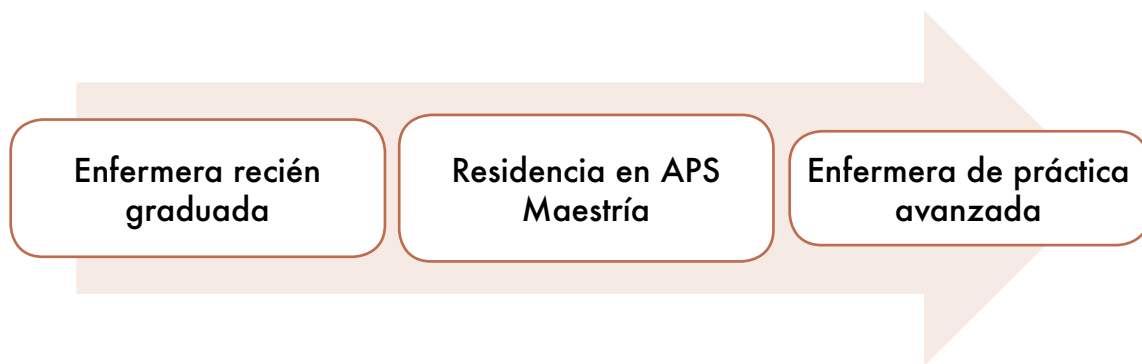 Enfermera recién
graduada
Residencia en APS
Maestría
Enfermera de práctica
avanzada